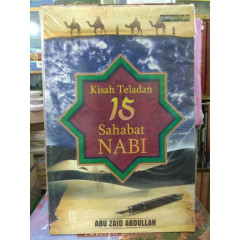 Kisah Teladan
15
Sahabat
NABI
ABU ZAID ABDULLAH